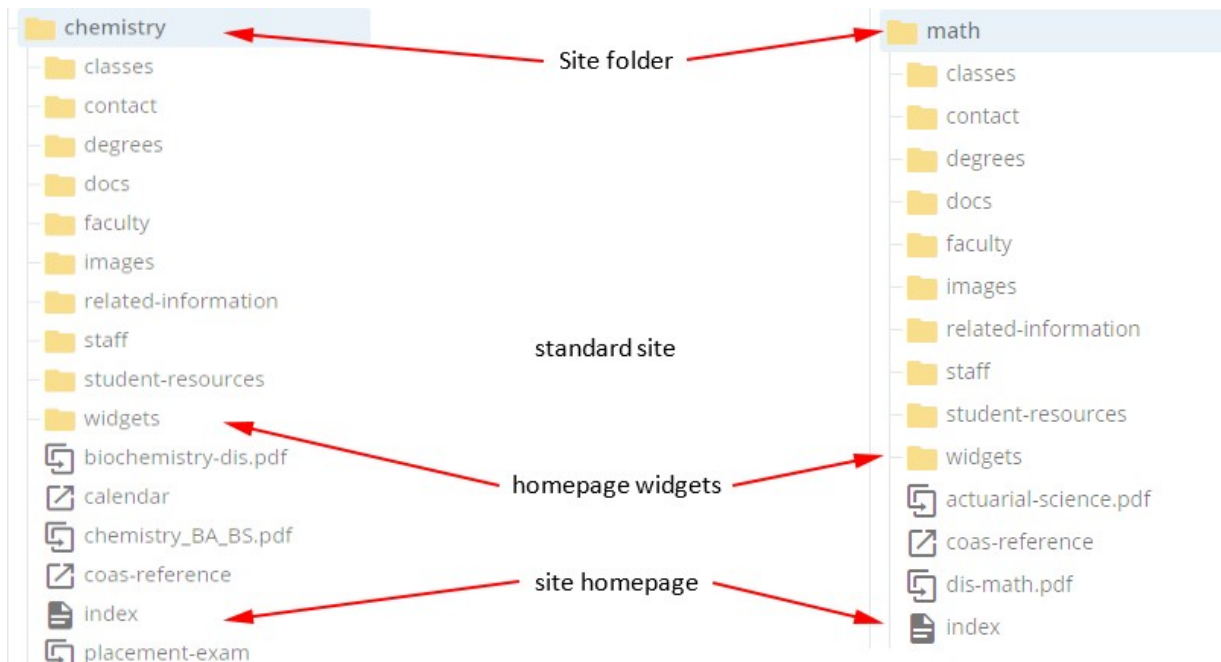 chemistry
classes
contact
degrees
docs
faculty
images
related-information
staff
student-resources
widgets
biochemistry-dis.pdf
calendar
chemistry_BA_BS.pdf
coas-reference
index
placement-exam
Site folder
standard site
homepage widgets
site homepage
math
classes
contact
degrees
docs
faculty
images
related-information
staff
student-resources
widgets
actuarial-science.pdf
coas-reference
dis-math.pdf
index